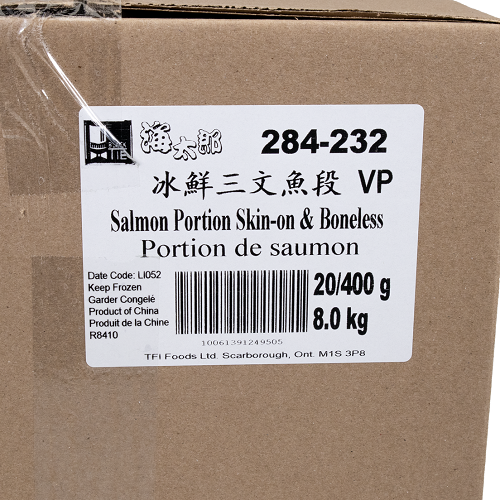 漁太郎 284-232
冰鮮三文魚段 VP
Salmon Portion Skin-on & Boneless
Portion de saumon
Date Code: LI052
Keep Frozen
Garder Congelé
Product of China
Produit de la Chine
R8410
20/400 g
8.0 kg
10061391249505
TFI Foods Ltd. Scarborough, Ont. M1S 3P8